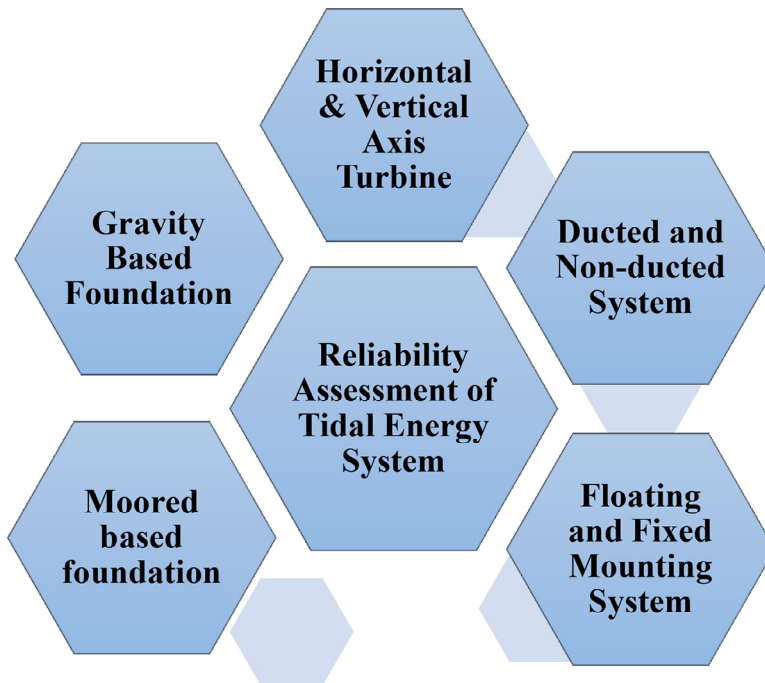 Horizontal
& Vertical
Axis
Turbine
Gravity
Based
Foundation
Ducted and
Non-ducted
System
Reliability
Assessment of
Tidal Energy
System
Moored
based
foundation
Floating
and Fixed
Mounting
System